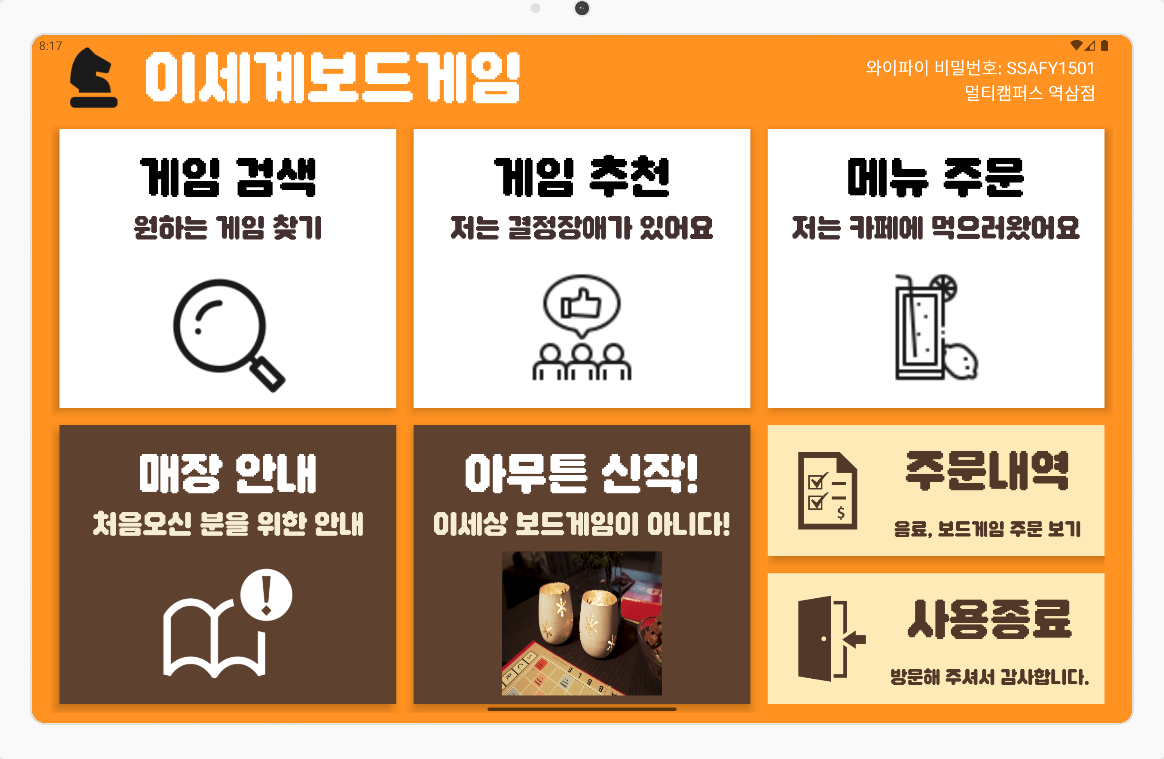 8:17
이세계보드게임
와이파이 비밀번호: SSAFY1501
멀티캠퍼스 역삼점
게임 검색
원하는 게임 찾기
게임 추천
저는 결정장애가 있어요
메뉴 주문
저는 카페에 먹으러왔어요
매장 안내
처음오신 분을 위한 안내
아무튼 신작!
이세상 보드게임이 아니다!
주문내역
음료, 보드게임 주문 보기
사용종료
방문해 주셔서 감사합니다.